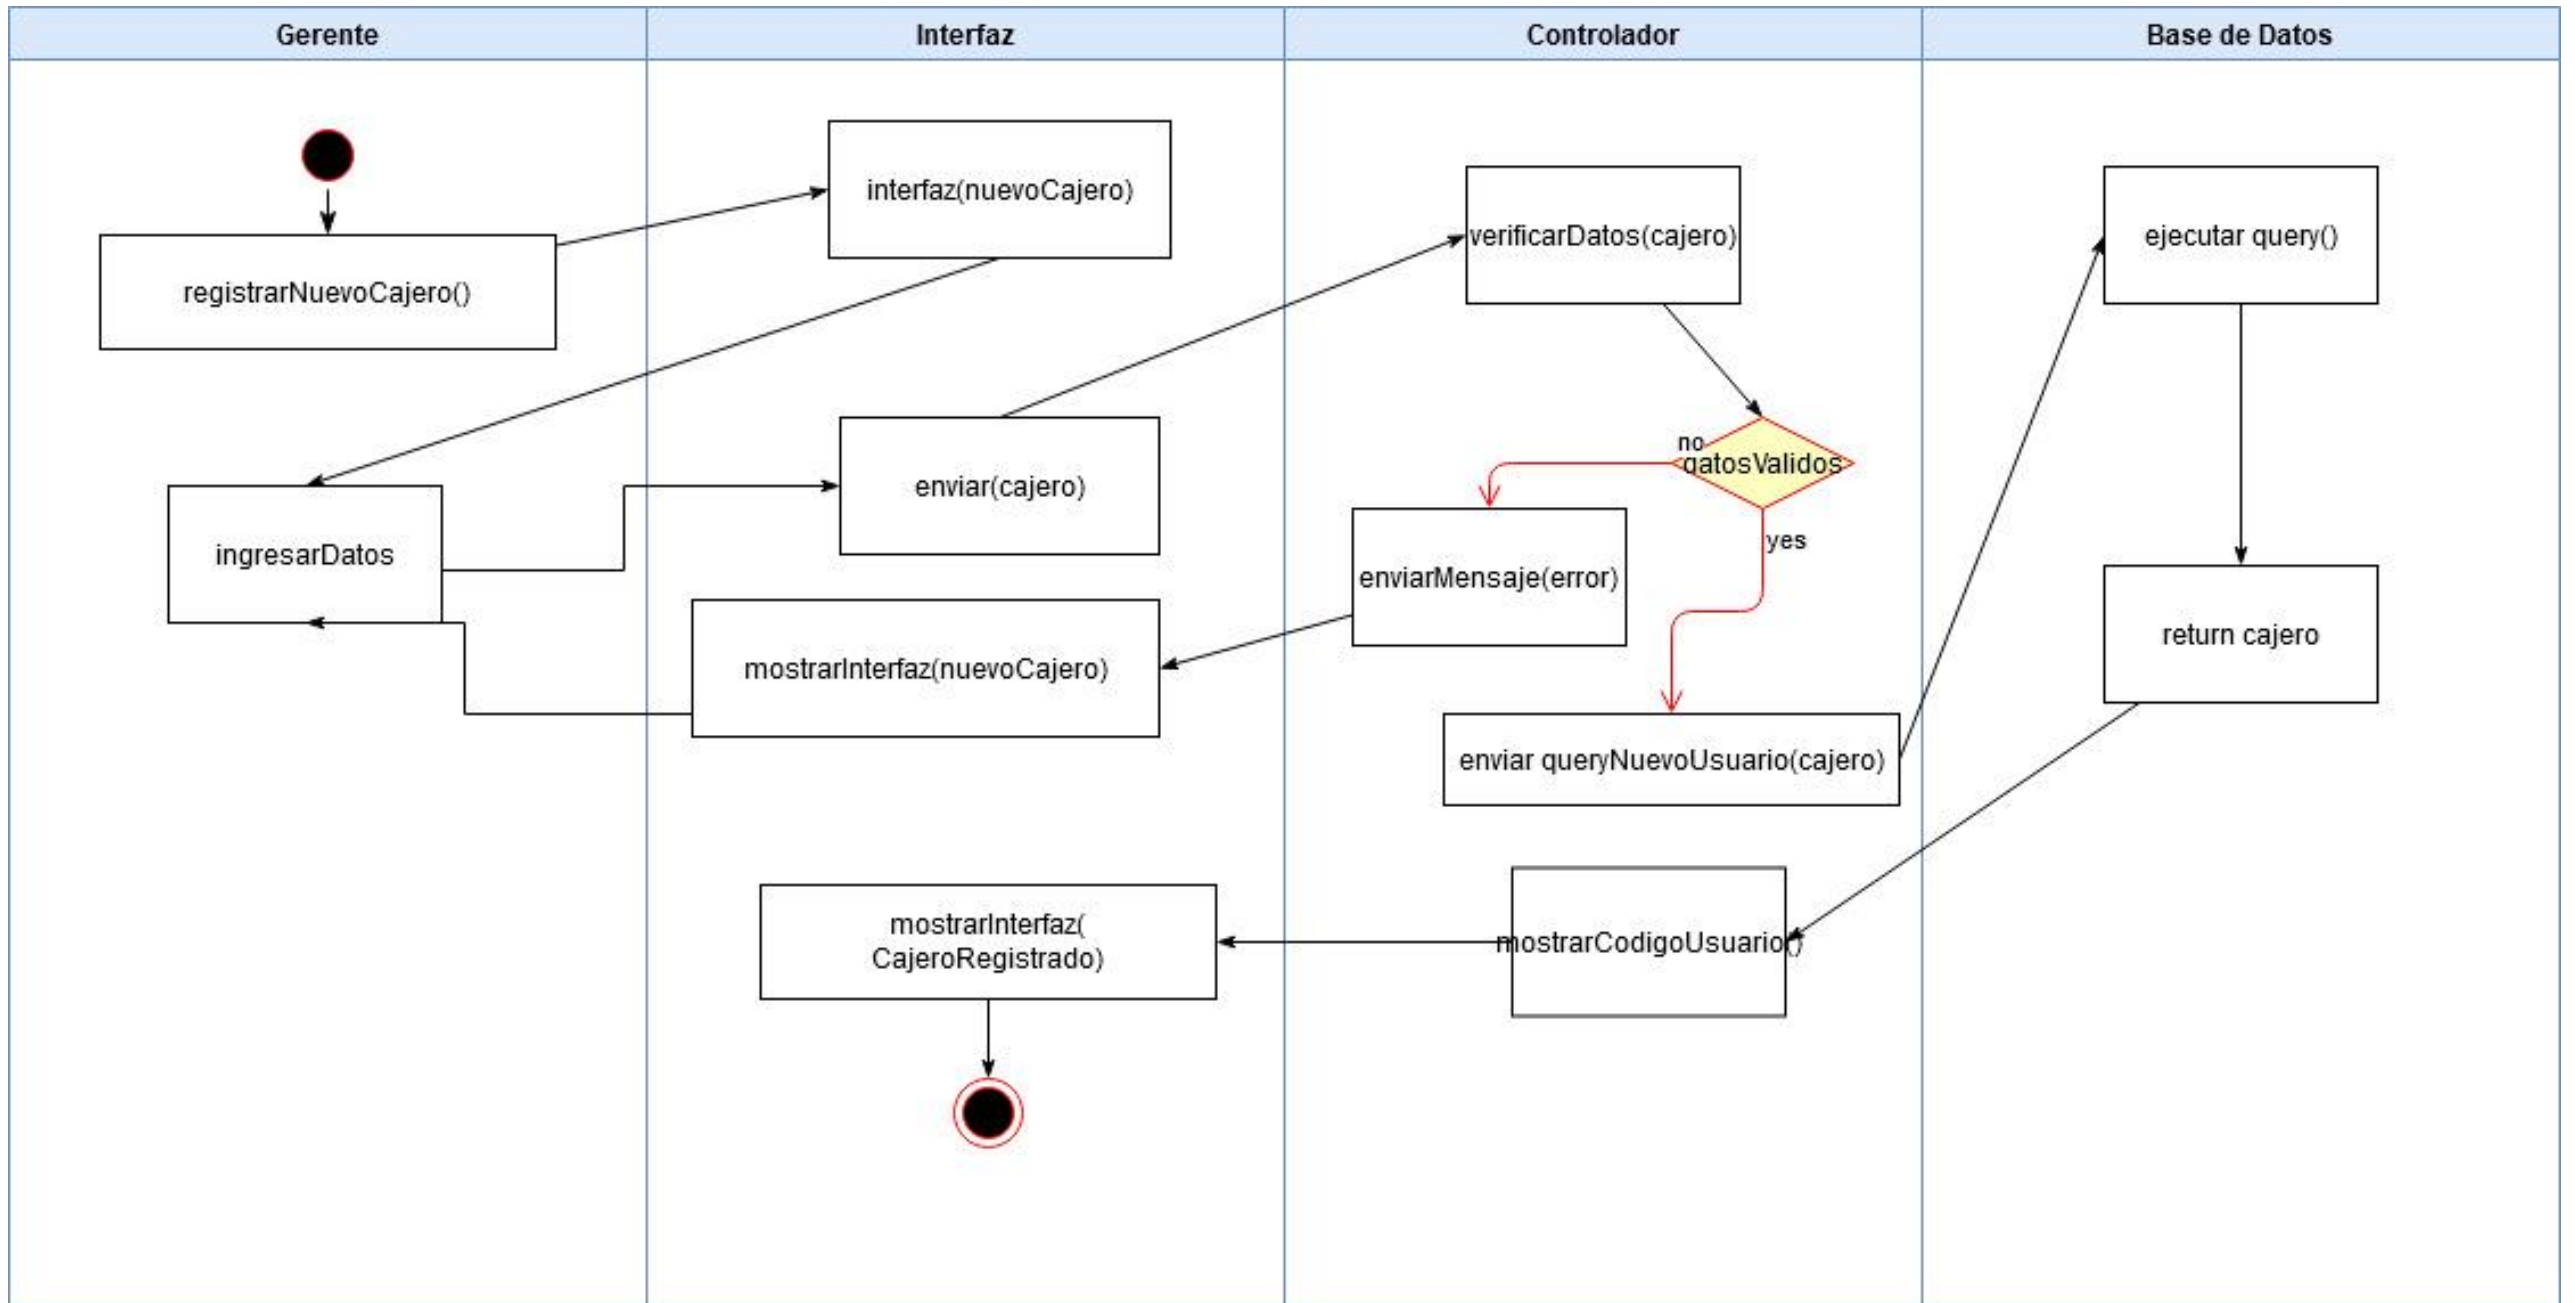 Gerente
Interfaz
Controlador
Base de Datos
registrarNuevoCajero()
interfaz(nuevoCajero)
verificarDatos(cajero)
ejecutar query()
no
datosValidos
enviar(cajero)
ingresarDatos
yes
enviarMensaje(error)
mostrarInterfaz(nuevoCajero)
return cajero
enviar queryNuevoUsuario(cajero)
mostrarInterfaz(
CajeroRegistrado)
mostrarCodigoUsuario()